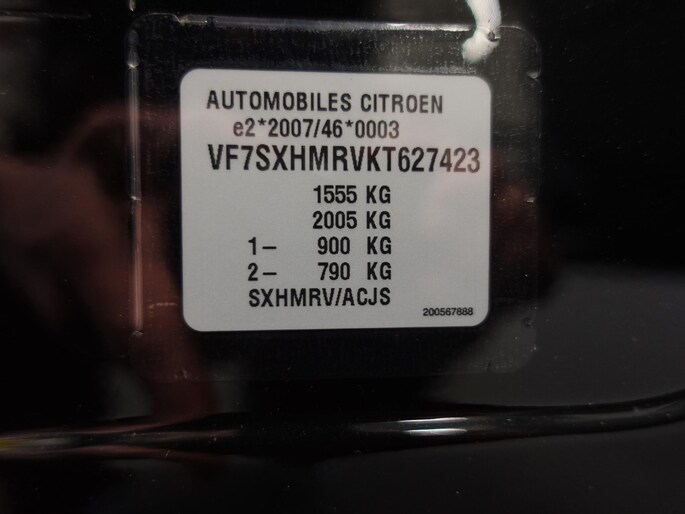 AUTOMOBILES CITROEN
e2*2007/46*0003
VF7SXHMRVKT627423
1555 KG
2005 KG
1– 900 KG
2– 790 KG
SXHMRV/ACJS
200567888